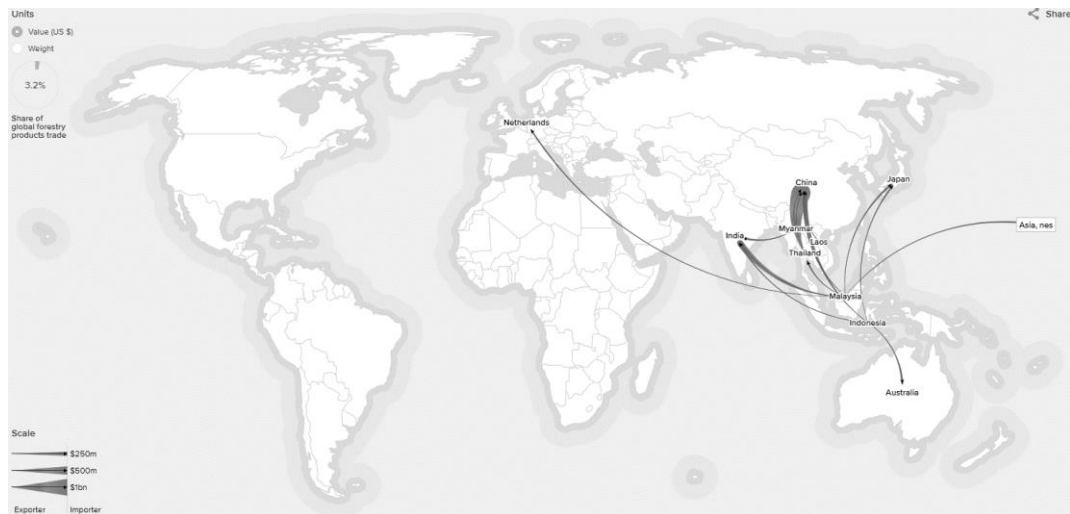 Units
Share
Value (US $)
Weight
3.2%
Share of
global forestry
products trade
Netherlands
China
Japan
Asia, nes
Myanmar
India
Laos
Thailand
Malaysia
Indonesia
Australia
Scale
$250m
$500m
$1bn
Exporter
Importer